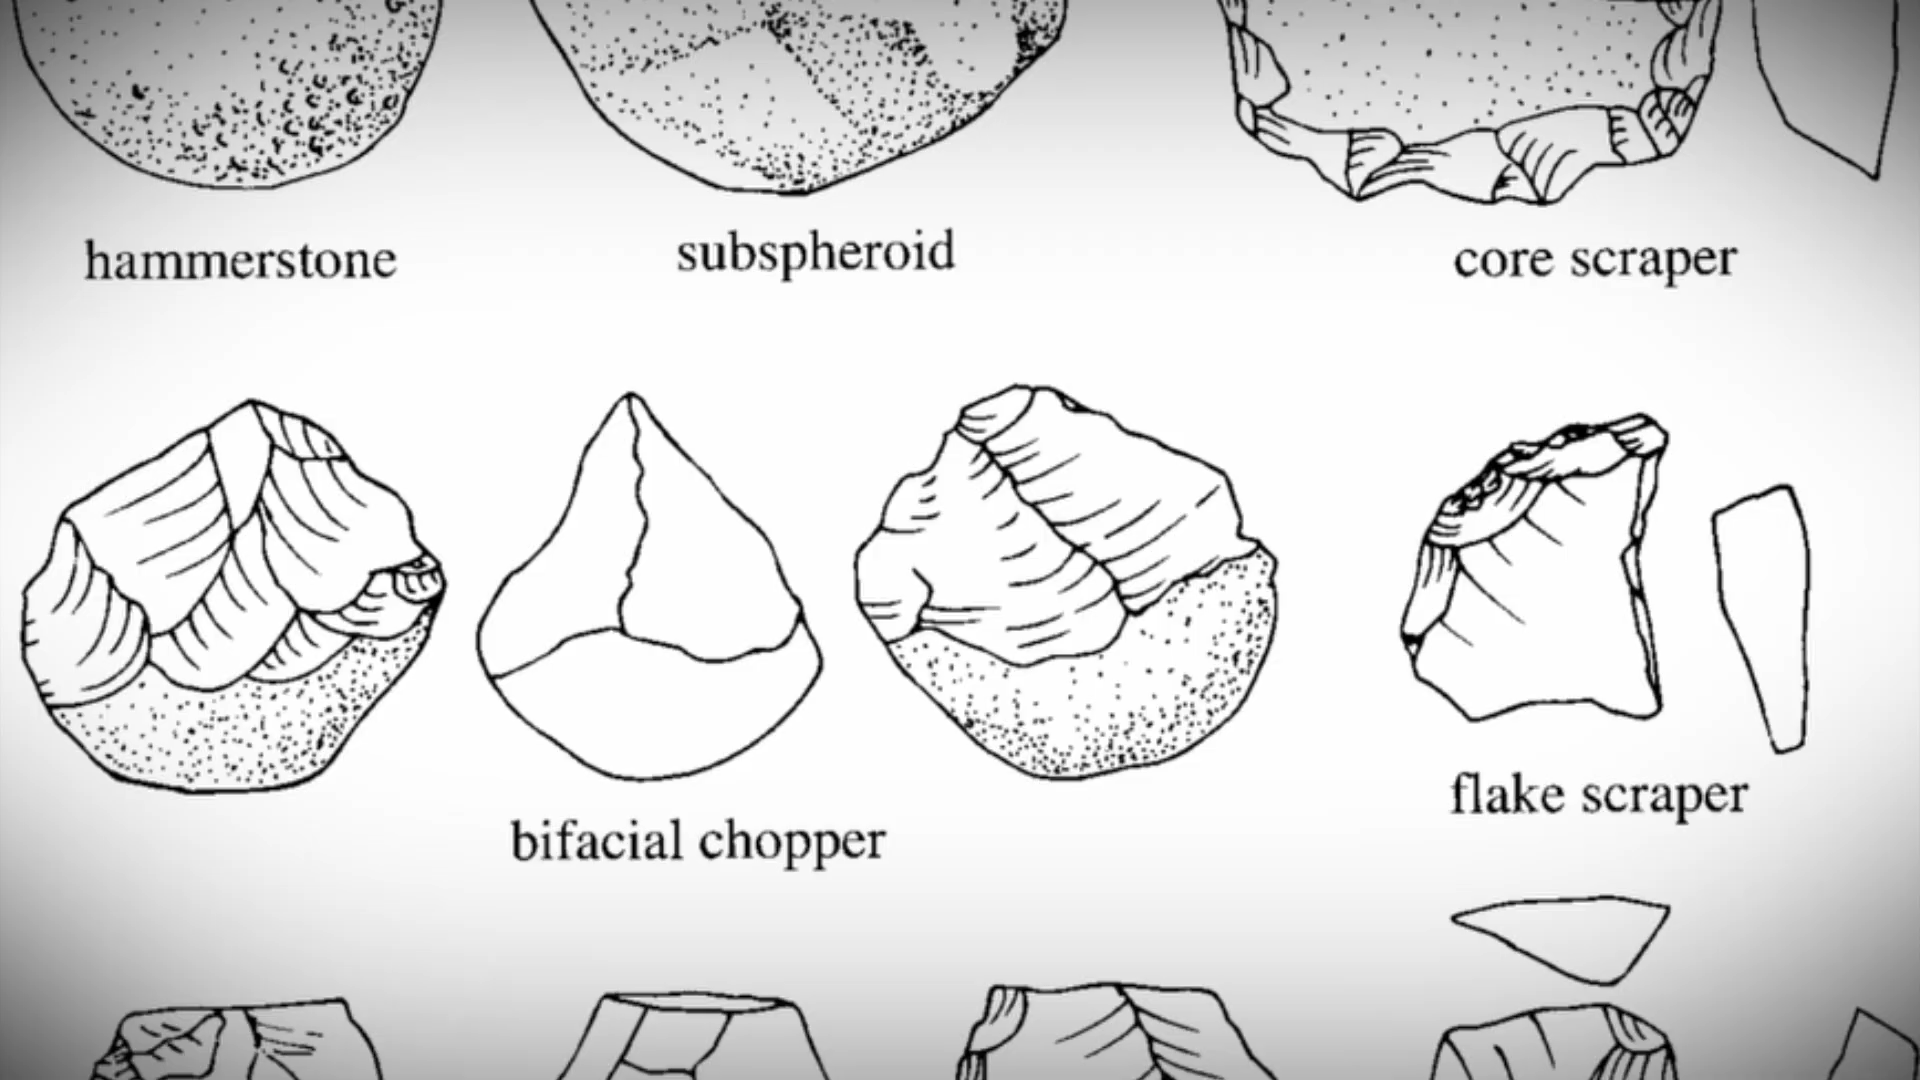 hammerstone
subspheroid
core scraper
bifacial chopper
flake scraper